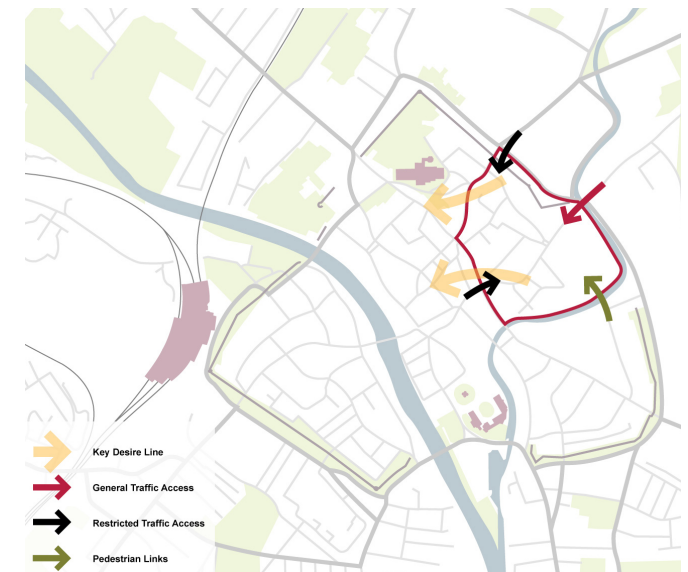 Key Desire Line
General Traffic Access
Restricted Traffic Access
Pedestrian Links